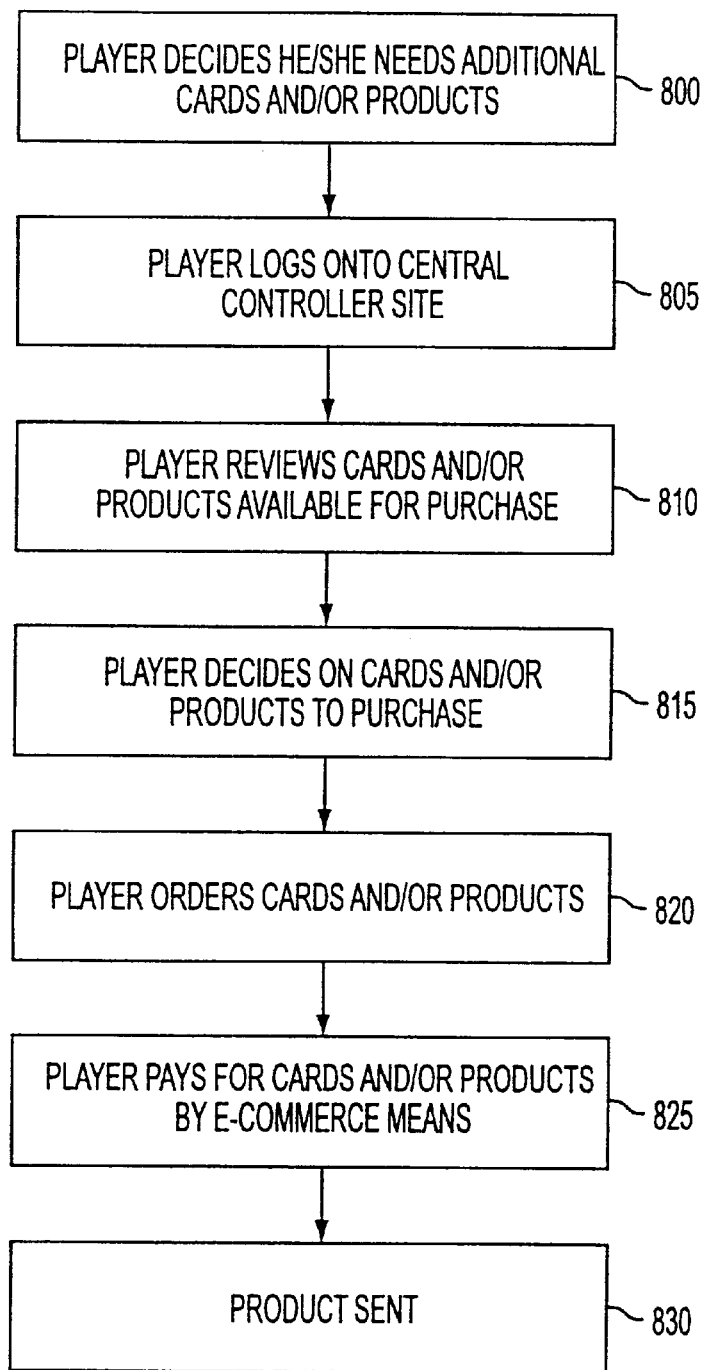 PLAYER DECIDES HE/SHE NEEDS ADDITIONAL
CARDS AND/OR PRODUCTS
800
PLAYER LOGS ONTO CENTRAL
CONTROLLER SITE
805
PLAYER REVIEWS CARDS AND/OR
PRODUCTS AVAILABLE FOR PURCHASE
810
PLAYER DECIDES ON CARDS AND/OR
PRODUCTS TO PURCHASE
815
PLAYER ORDERS CARDS AND/OR PRODUCTS
820
PLAYER PAYS FOR CARDS AND/OR PRODUCTS
BY E-COMMERCE MEANS
825
PRODUCT SENT
830